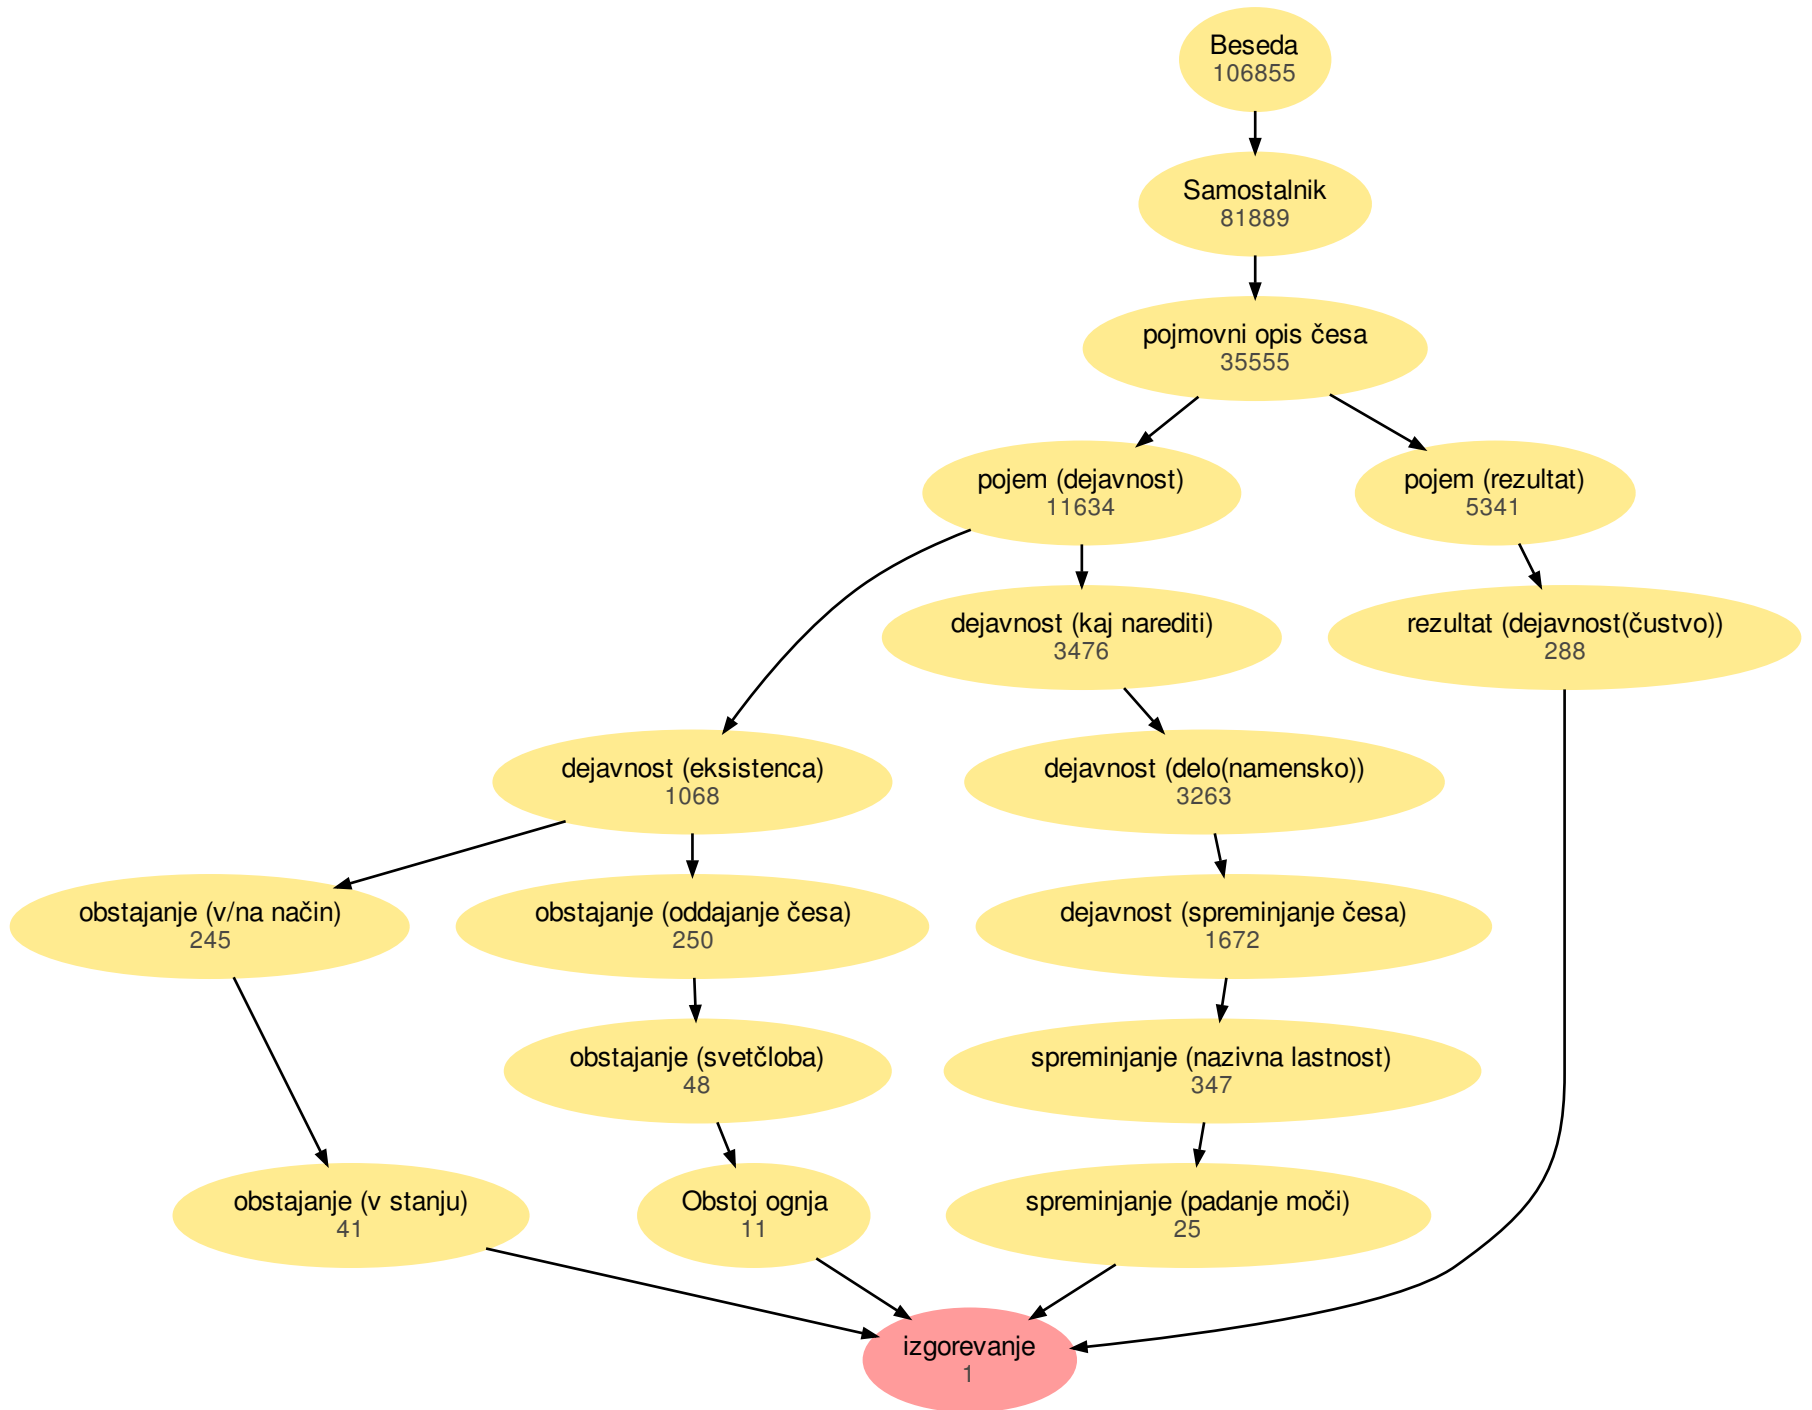 Beseda
106855
Samostalnik
81889
pojmovni opis česa
35555
pojem (dejavnost)
11634
pojem (rezultat)
5341
dejavnost (kaj narediti)
3476
rezultat (dejavnost(čustvo))
288
dejavnost (eksistenca)
1068
dejavnost (delo(namensko))
3263
obstajanje (v/na način)
245
obstajanje (oddajanje česa)
250
dejavnost (spreminjanje česa)
1672
obstajanje (svetčloba)
48
spreminjanje (nazivna lastnost)
347
obstajanje (v stanju)
41
Obstoj ognja
11
spreminjanje (padanje moči)
25
izgorevanje
1